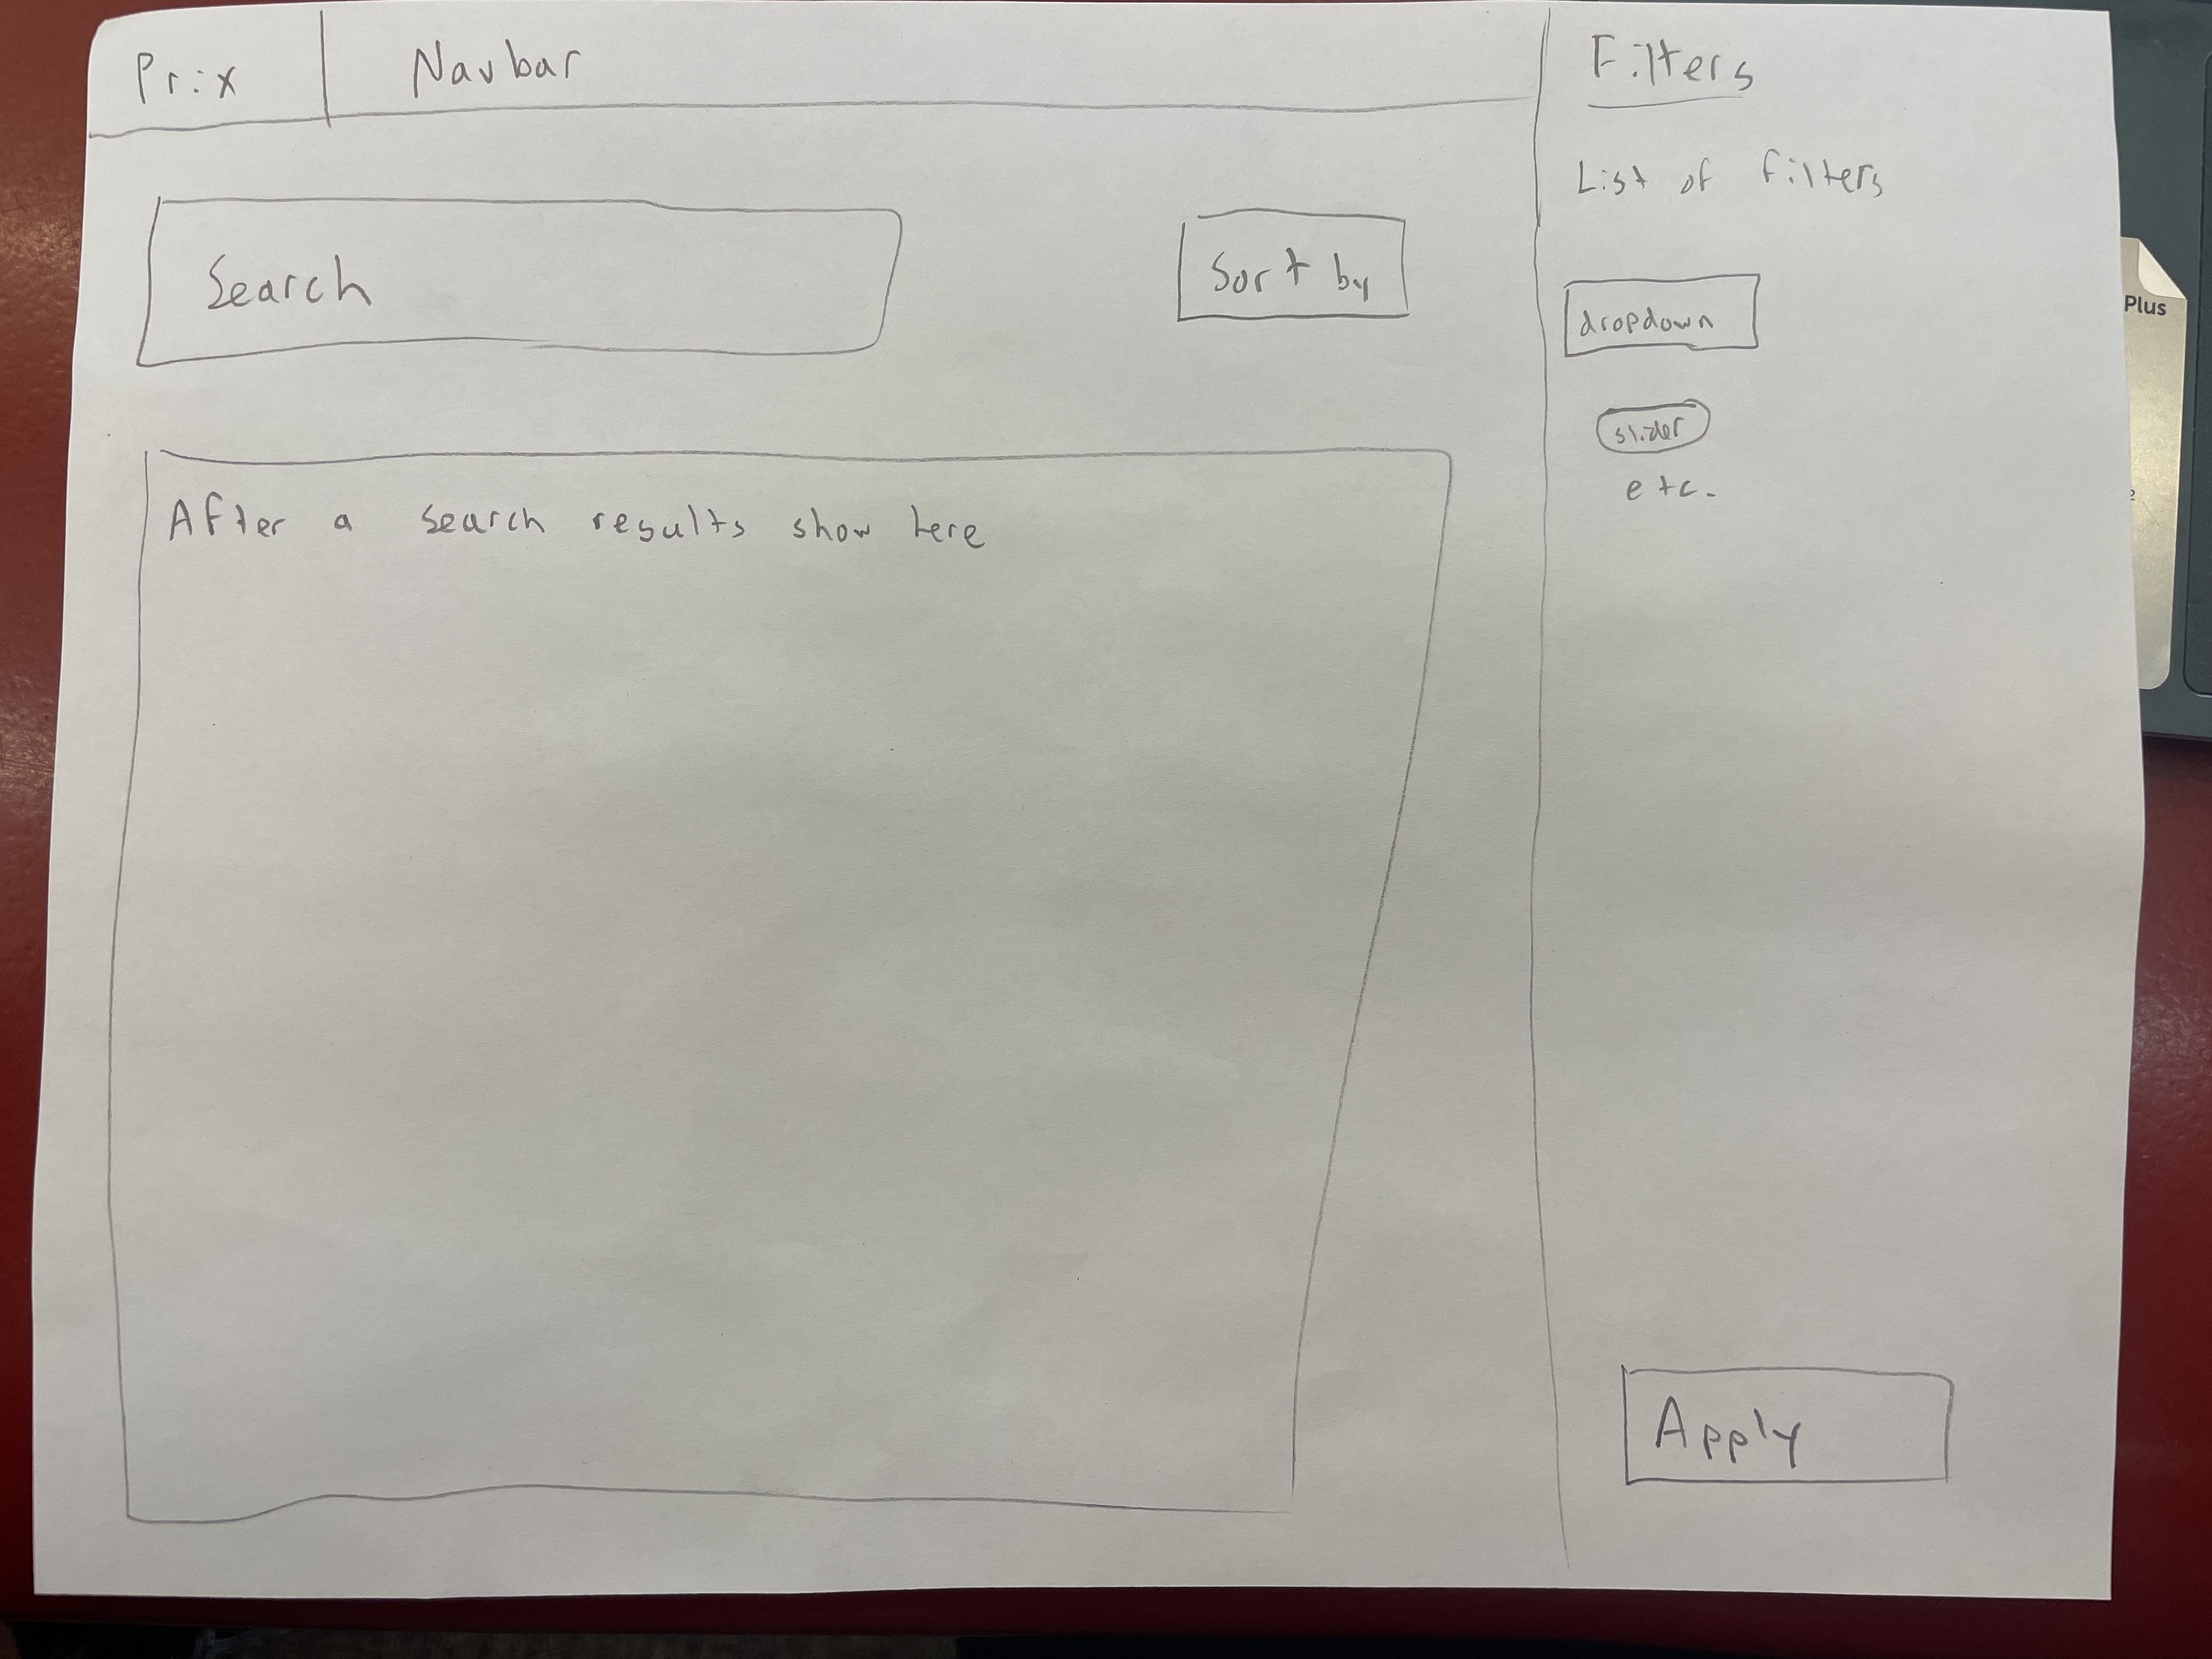 Prix
Navbar
Search
Sort by
After a search results show here
Filters
List of filters
dropdown
slider
etc.
Apply
Plus